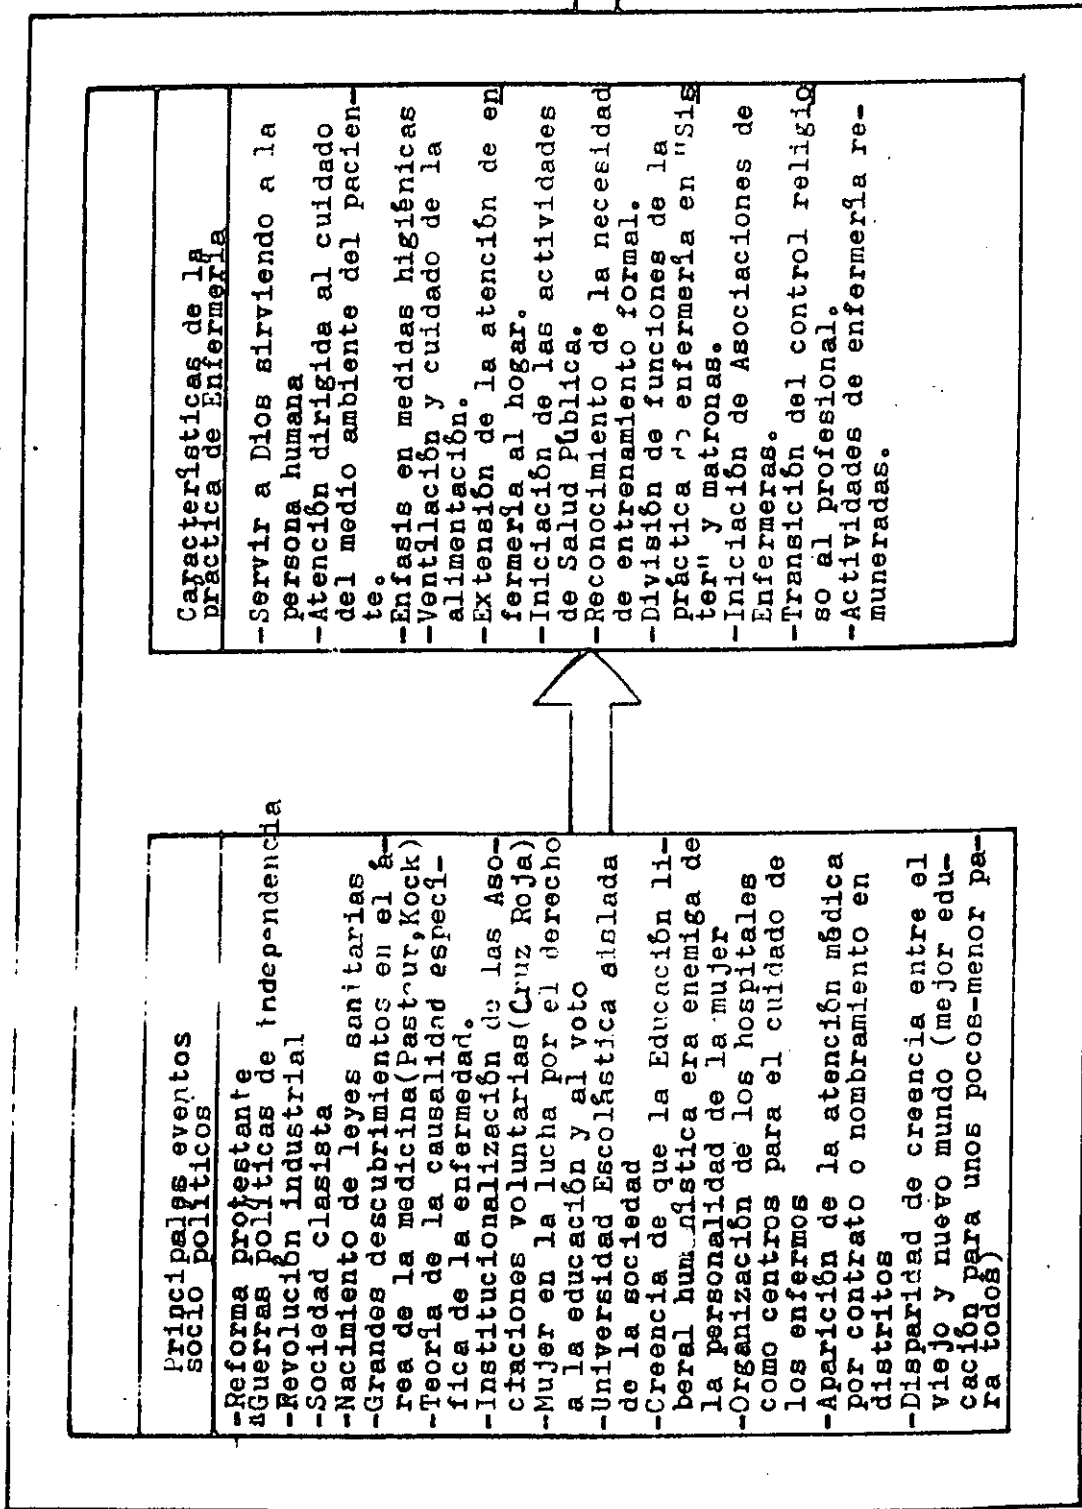 Principales eventos
socio políticos
-Reforma protestante
-Guerras políticas de independencia
-Revolución industrial
-Sociedad clasista
-Nacimiento de leyes sanitarias
-Grandes descubrimientos en el á-
rea de la medicina(Pasteur,Kock)
-Teoría de la causalidad especí-
fica de la enfermedad.
-Institucionalización de las Aso-
ciaciones voluntarias(Cruz Roja)
-Mujer en la lucha por el derecho
a la educación y al voto
-Universidad Escolástica aislada
de la sociedad
-Creencia de que la Educación li-
beral humanística era enemiga de
la personalidad de la mujer
-Organización de los hospitales
como centros para el cuidado de
los enfermos
-Aparición de la atención médica
por contrato o nombramiento en
distritos
-Disparidad de creencia entre el
viejo y nuevo mundo (mejor edu-
cación para unos pocos-menor pa-
ra todos)
Características de la
práctica de Enfermería
-Servir a Dios sirviendo a la
persona humana
-Atención dirigida al cuidado
del medio ambiente del pacien-
te.
-Enfasis en medidas higiénicas
-Ventilación y cuidado de la
alimentación.
-Extensión de la atención de en
fermería al hogar.
-Iniciación de las actividades
de Salud Pública.
-Reconocimiento de la necesidad
de entrenamiento formal.
-División de funciones de la
práctica de enfermería en "Sis
ter" y matronas.
-Iniciación de Asociaciones de
Enfermeras.
-Transición del control religio
so al profesional.
-Actividades de enfermería re-
muneradas.